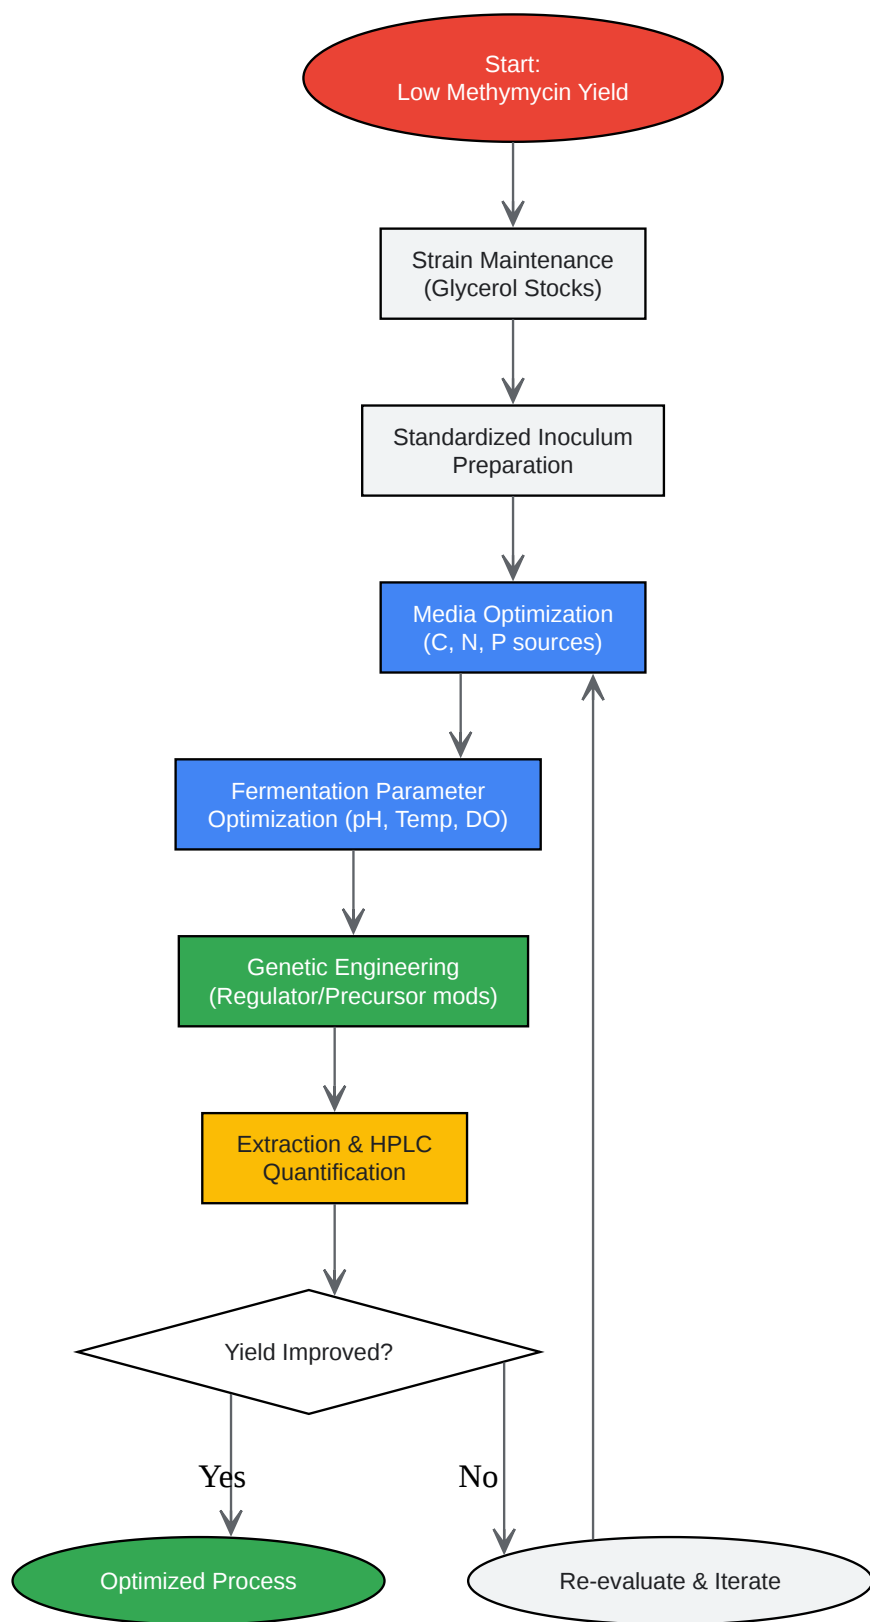 Start:
Low Methymycin Yield
Strain Maintenance
(Glycerol Stocks)
Standardized Inoculum
Preparation
Media Optimization
(C, N, P sources)
Fermentation Parameter
Optimization (pH, Temp, DO)
Genetic Engineering
(Regulator/Precursor mods)
Extraction & HPLC
Quantification
Yield Improved?
Yes
No
Optimized Process
Re-evaluate & Iterate